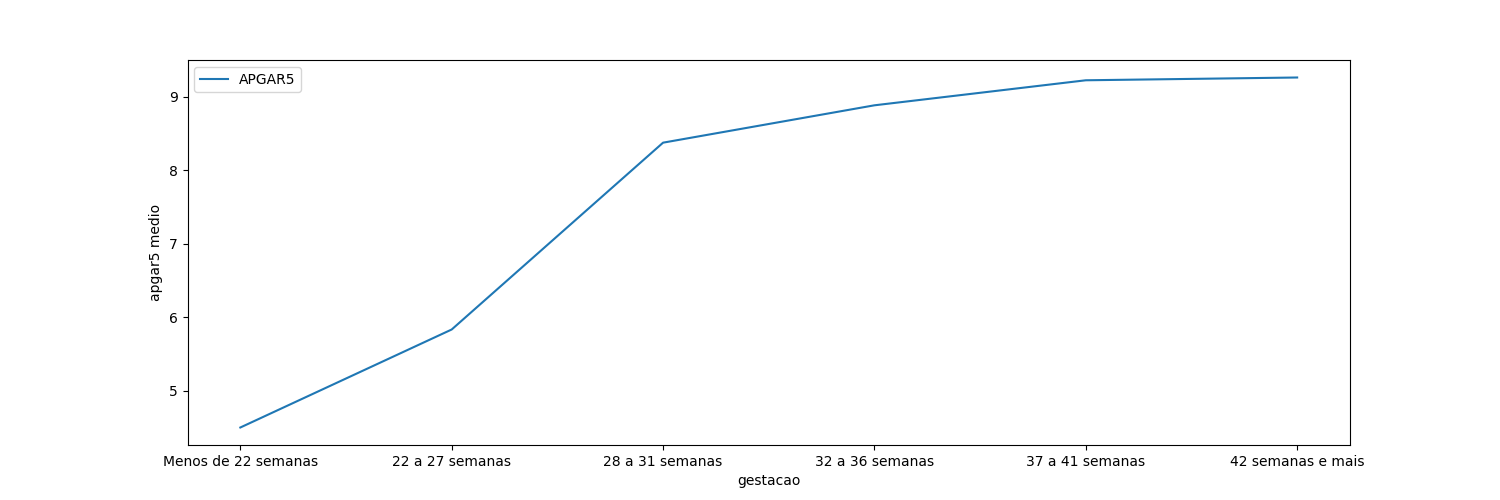 APGAR5
9
8
7
6
5
apgar5 medio
Menos de 22 semanas
22 a 27 semanas
28 a 31 semanas
32 a 36 semanas
37 a 41 semanas
42 semanas e mais
gestacao